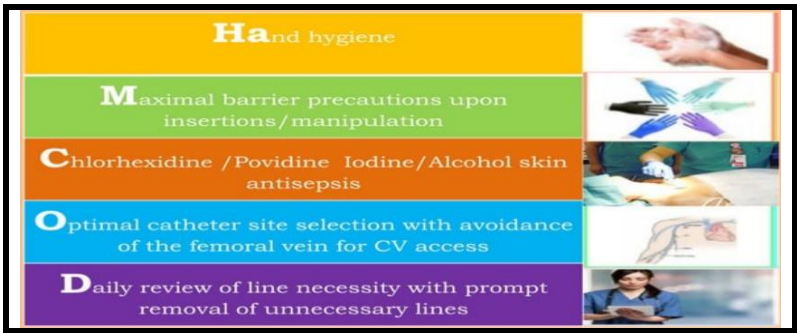 Hand hygiene
Maximal barrier precautions upon
insertions/manipulation
Chlorhexidine /Povidine Iodine/Alcohol skin
antisepsis
Optimal catheter site selection with avoidance
of the femoral vein for CV access
Daily review of line necessity with prompt
removal of unnecessary lines